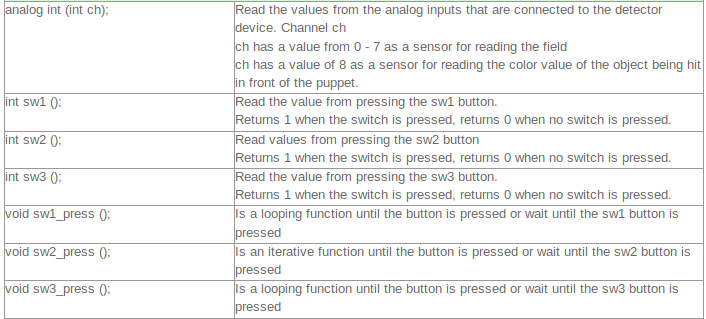 analog int (int ch);
Read the values from the analog inputs that are connected to the detector
device. Channel ch
ch has a value from 0 - 7 as a sensor for reading the field
ch has a value of 8 as a sensor for reading the color value of the object being hit
in front of the puppet.
int sw1 ();
Read the value from pressing the sw1 button.
Returns 1 when the switch is pressed, returns 0 when no switch is pressed.
int sw2 ();
Read values from pressing the sw2 button
Returns 1 when the switch is pressed, returns 0 when no switch is pressed.
int sw3 ();
Read the value from pressing the sw3 button.
Returns 1 when the switch is pressed, returns 0 when no switch is pressed.
void sw1_press ();
Is a looping function until the button is pressed or wait until the sw1 button is
pressed
void sw2_press ();
Is an iterative function until the button is pressed or wait until the sw2 button is
pressed
void sw3_press ();
Is a looping function until the button is pressed or wait until the sw3 button is
pressed